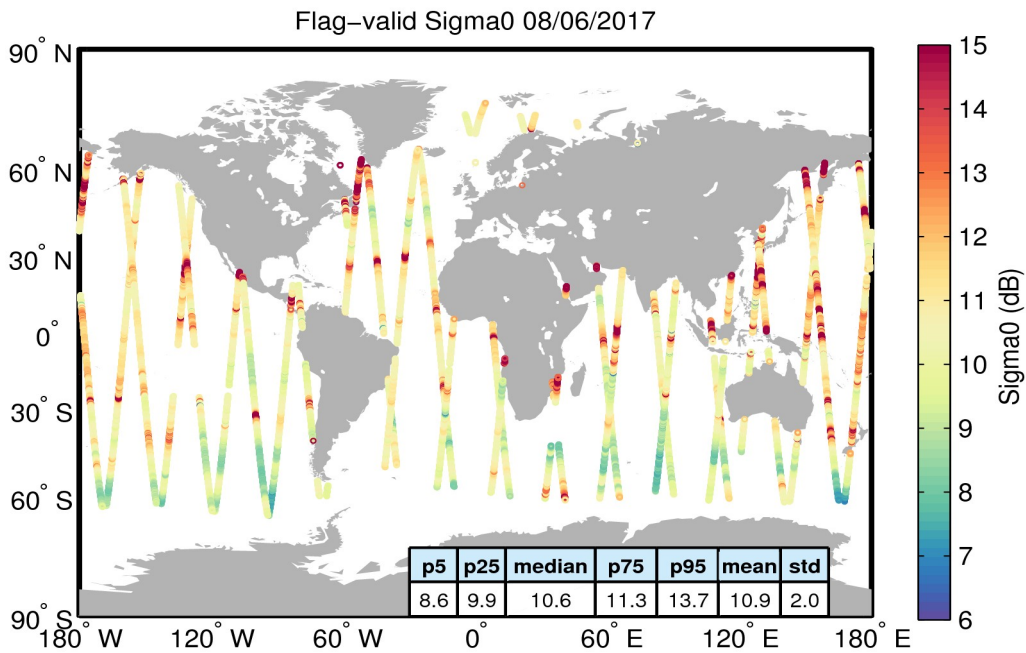 Flag−valid Sigma0 08/06/2017
90° N
60° N
30° N
0°
30° S
60° S
90° S
180° W
120° W
60° W
0°
60° E
120° E
180° E
p5 p25 median p75 p95 mean std
8.6 9.9 10.6 11.3 13.7 10.9 2.0
15
14
13
12
11
10
9
8
7
6
Sigma0 (dB)